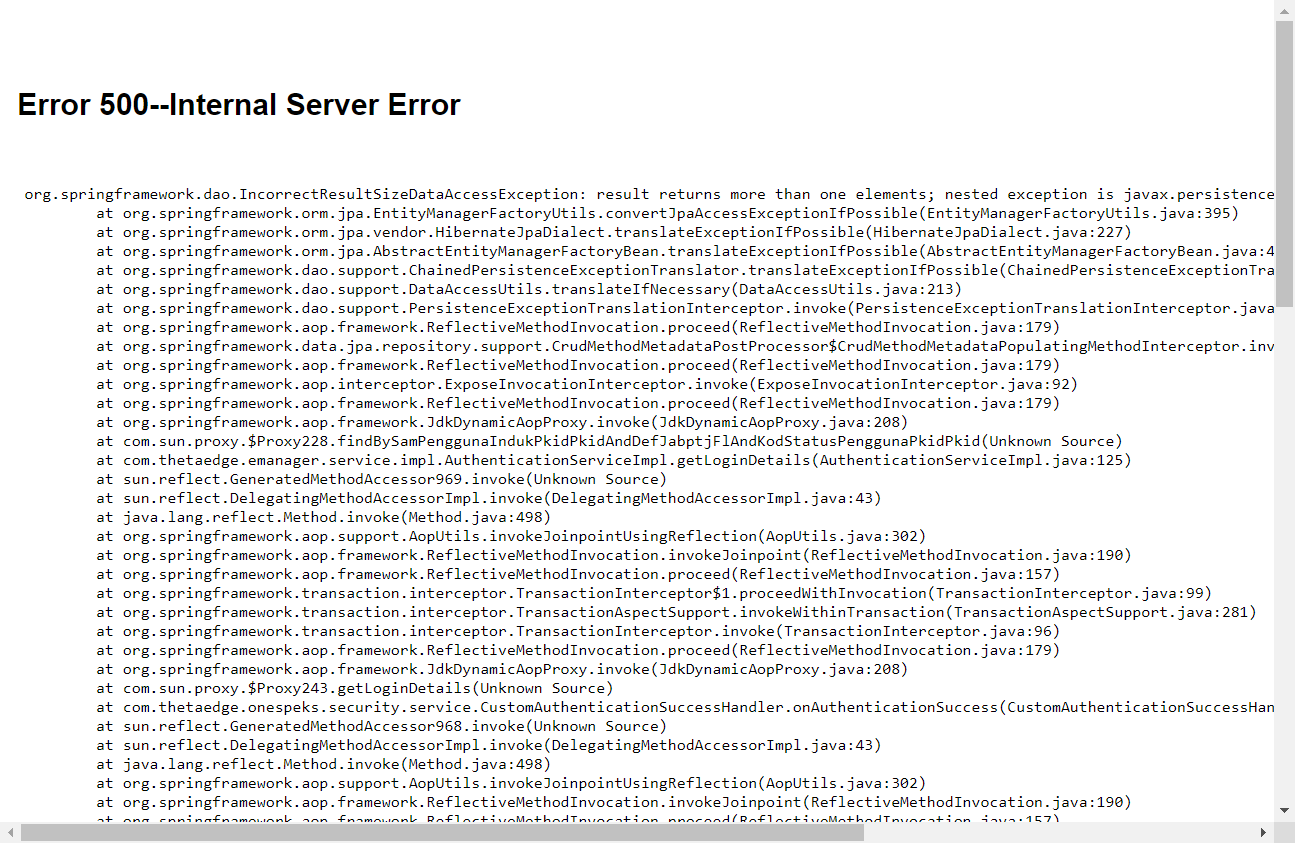 Error 500--Internal Server Error
org.springframework.dao.IncorrectResultSizeDataAccessException: result returns more than one elements; nested exception is javax.persistence
at org.springframework.orm.jpa.EntityManagerFactoryUtils.convertJpaAccessExceptionIfPossible(EntityManagerFactoryUtils.java:395)
at org.springframework.orm.jpa.vendor.HibernateJpaDialect.translateExceptionIfPossible(HibernateJpaDialect.java:227)
at org.springframework.orm.jpa.AbstractEntityManagerFactoryBean.translateExceptionIfPossible(AbstractEntityManagerFactoryBean.java:4
at org.springframework.dao.support.ChainedPersistenceExceptionTranslator.translateExceptionIfPossible(ChainedPersistenceExceptionTra
at org.springframework.dao.support.DataAccessUtils.translateIfNecessary(DataAccessUtils.java:213)
at org.springframework.dao.support.PersistenceExceptionTranslationInterceptor.invoke(PersistenceExceptionTranslationInterceptor.java
at org.springframework.aop.framework.ReflectiveMethodInvocation.proceed(ReflectiveMethodInvocation.java:179)
at org.springframework.data.jpa.repository.support.CrudMethodMetadataPostProcessor$CrudMethodMetadataPopulatingMethodInterceptor.inv
at org.springframework.aop.framework.ReflectiveMethodInvocation.proceed(ReflectiveMethodInvocation.java:179)
at org.springframework.aop.interceptor.ExposeInvocationInterceptor.invoke(ExposeInvocationInterceptor.java:92)
at org.springframework.aop.framework.ReflectiveMethodInvocation.proceed(ReflectiveMethodInvocation.java:179)
at org.springframework.aop.framework.JdkDynamicAopProxy.invoke(JdkDynamicAopProxy.java:208)
at com.sun.proxy.$Proxy228.findBySamPenggunaIndukPkidPkidAndDefJabptjFlAndKodStatusPenggunaPkidPkid(Unknown Source)
at com.thetaedge.emanager.service.impl.AuthenticationServiceImpl.getLoginDetails(AuthenticationServiceImpl.java:125)
at sun.reflect.GeneratedMethodAccessor969.invoke(Unknown Source)
at sun.reflect.DelegatingMethodAccessorImpl.invoke(DelegatingMethodAccessorImpl.java:43)
at java.lang.reflect.Method.invoke(Method.java:498)
at org.springframework.aop.support.AopUtils.invokeJoinpointUsingReflection(AopUtils.java:302)
at org.springframework.aop.framework.ReflectiveMethodInvocation.invokeJoinpoint(ReflectiveMethodInvocation.java:190)
at org.springframework.aop.framework.ReflectiveMethodInvocation.proceed(ReflectiveMethodInvocation.java:157)
at org.springframework.transaction.interceptor.TransactionInterceptor$1.proceedWithInvocation(TransactionInterceptor.java:99)
at org.springframework.transaction.interceptor.TransactionAspectSupport.invokeWithinTransaction(TransactionAspectSupport.java:281)
at org.springframework.transaction.interceptor.TransactionInterceptor.invoke(TransactionInterceptor.java:96)
at org.springframework.aop.framework.ReflectiveMethodInvocation.proceed(ReflectiveMethodInvocation.java:179)
at org.springframework.aop.framework.JdkDynamicAopProxy.invoke(JdkDynamicAopProxy.java:208)
at com.sun.proxy.$Proxy243.getLoginDetails(Unknown Source)
at com.thetaedge.onespeks.security.service.CustomAuthenticationSuccessHandler.onAuthenticationSuccess(CustomAuthenticationSuccessHan
at sun.reflect.GeneratedMethodAccessor968.invoke(Unknown Source)
at sun.reflect.DelegatingMethodAccessorImpl.invoke(DelegatingMethodAccessorImpl.java:43)
at java.lang.reflect.Method.invoke(Method.java:498)
at org.springframework.aop.support.AopUtils.invokeJoinpointUsingReflection(AopUtils.java:302)
at org.springframework.aop.framework.ReflectiveMethodInvocation.invokeJoinpoint(ReflectiveMethodInvocation.java:190)
at org.springframework.aop.framework.ReflectiveMethodInvocation.proceed(ReflectiveMethodInvocation.java:157)